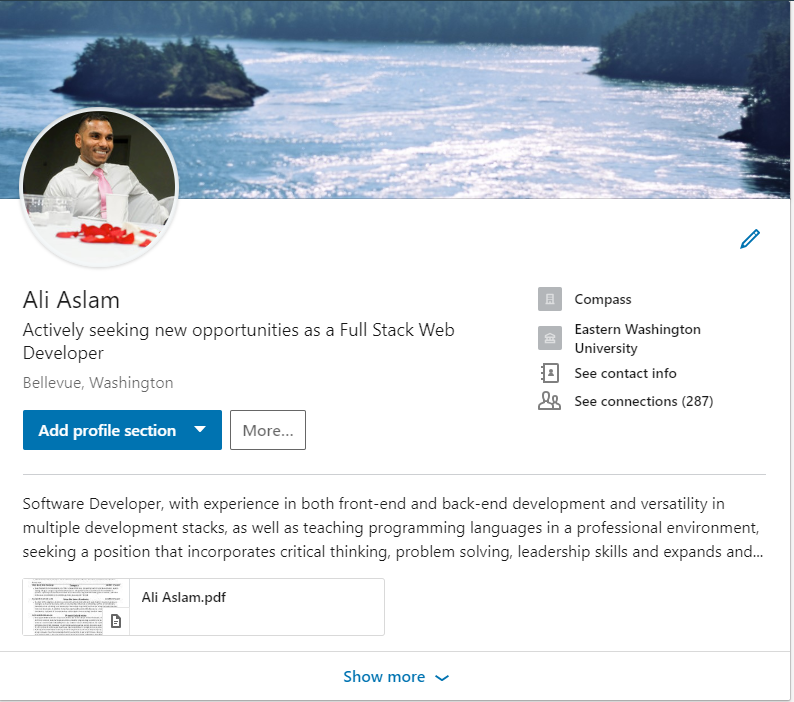 Ali Aslam
Actively seeking new opportunities as a Full Stack Web
Developer
Bellevue, Washington
Add profile section
More...
Compass
Eastern Washington
University
See contact info
See connections (287)
Software Developer, with experience in both front-end and back-end development and versatility in
multiple development stacks, as well as teaching programming languages in a professional environment,
seeking a position that incorporates critical thinking, problem solving, leadership skills and expands and...
Ali Aslam.pdf
Show more